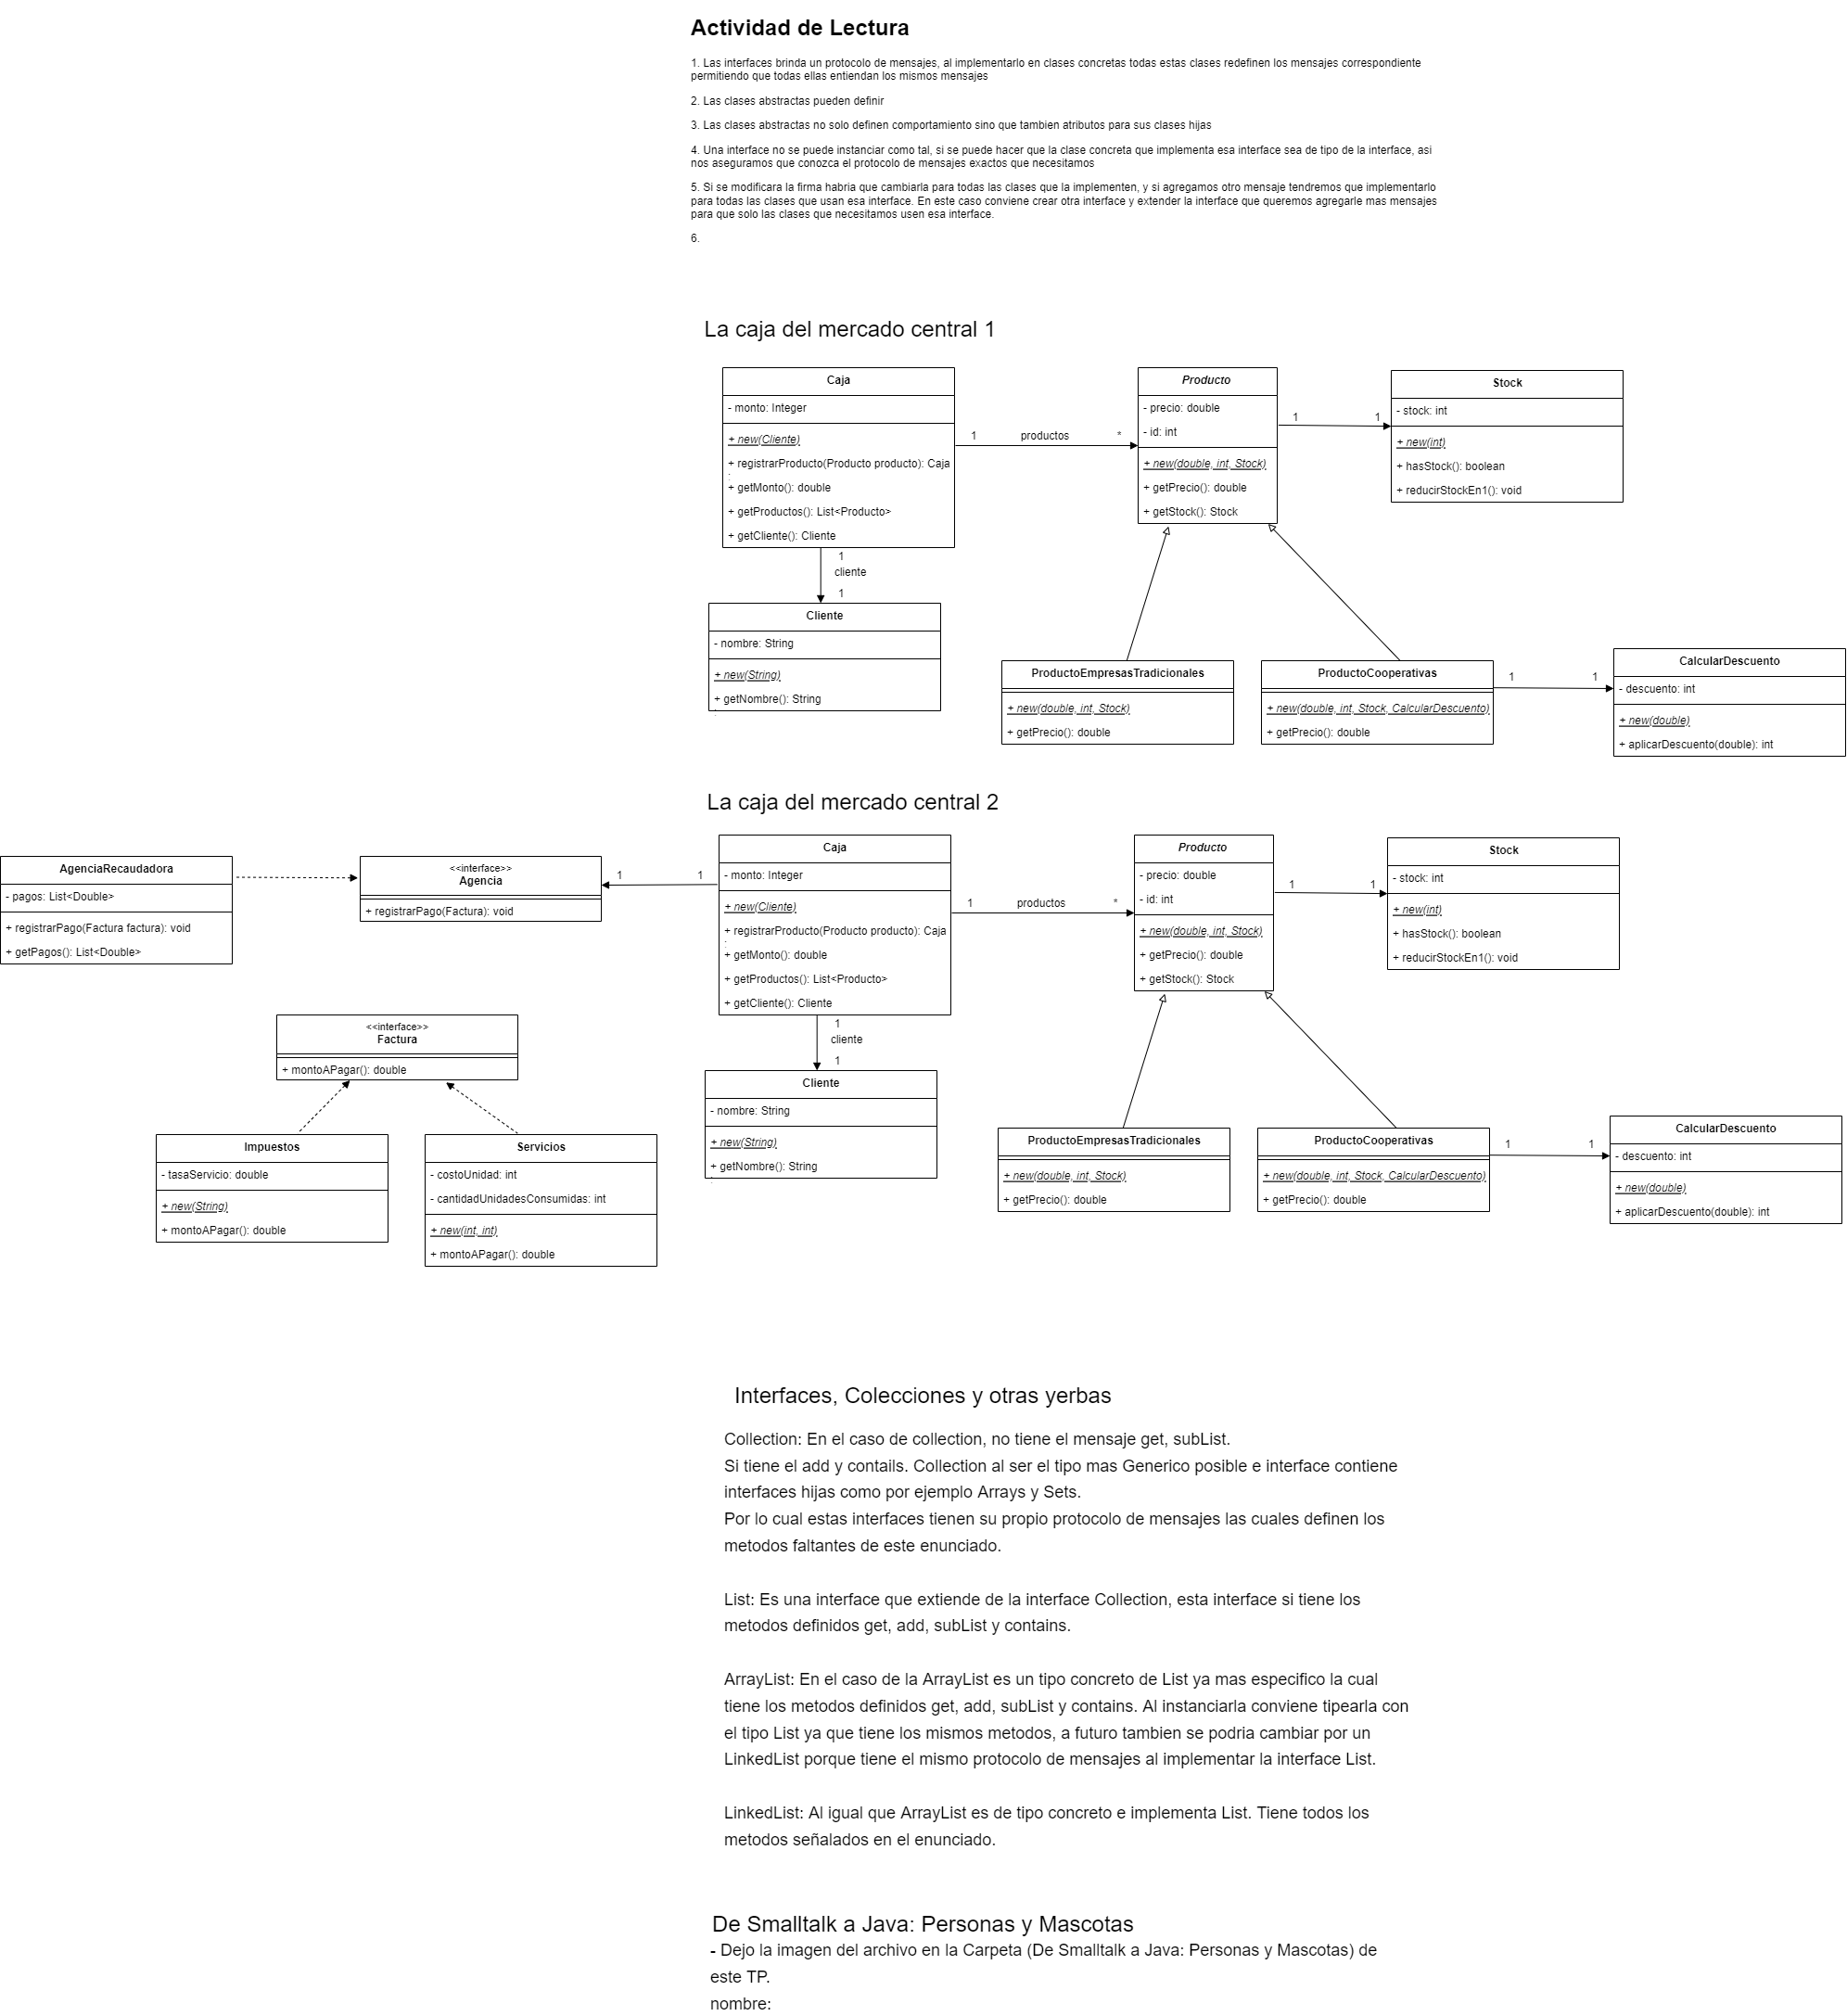 Actividad de Lectura
1. Las interfaces brinda un protocolo de mensajes, al implementarlo en clases concretas todas estas clases redefinen los mensajes correspondiente
permitiendo que todas ellas entiendan los mismos mensajes
2. Las clases abstractas pueden definir
3. Las clases abstractas no solo definen comportamiento sino que tambien atributos para sus clases hijas
4. Una interface no se puede instanciar como tal, si se puede hacer que la clase concreta que implementa esa interface sea de tipo de la interface, asi
nos aseguramos que conozca el protocolo de mensajes exactos que necesitamos
5. Si se modificara la firma habria que cambiarla para todas las clases que la implementen, y si agregamos otro mensaje tendremos que implementarlo
para todas las clases que usan esa interface. En este caso conviene crear otra interface y extender la interface que queremos agregarle mas mensajes
para que solo las clases que necesitamos usen esa interface.
6.
La caja del mercado central 1
Caja
- monto: Integer
+ new(Cliente)
+ registrarProducto(Producto producto): Caja
:
+ getMonto(): double
+ getProductos(): List<Producto>
+ getCliente(): Cliente
1 productos *
Producto
- precio: double
- id: int
+ new(double, int, Stock)
+ getPrecio(): double
+ getStock(): Stock
1 1
Stock
- stock: int
+ new(int)
+ hasStock(): boolean
+ reducirStockEn1(): void
1
cliente
1
Cliente
- nombre: String
+ new(String)
+ getNombre(): String
:
ProductoEmpresasTradicionales
+ new(double, int, Stock)
+ getPrecio(): double
ProductoCooperativas
+ new(double, int, Stock, CalcularDescuento)
+ getPrecio(): double
1 1
CalcularDescuento
- descuento: int
+ new(double)
+ aplicarDescuento(double): int
La caja del mercado central 2
AgenciaRecaudadora
- pagos: List<Double>
+ registrarPago(Factura factura): void
+ getPagos(): List<Double>
<<interface>>
Agencia
+ registrarPago(Factura): void
1 1
Caja
- monto: Integer
+ new(Cliente)
+ registrarProducto(Producto producto): Caja
:
+ getMonto(): double
+ getProductos(): List<Producto>
+ getCliente(): Cliente
1 productos *
Producto
- precio: double
- id: int
+ new(double, int, Stock)
+ getPrecio(): double
+ getStock(): Stock
1 1
Stock
- stock: int
+ new(int)
+ hasStock(): boolean
+ reducirStockEn1(): void
<<interface>>
Factura
+ montoAPagar(): double
1
cliente
1
Cliente
- nombre: String
+ new(String)
+ getNombre(): String
:
Impuestos
- tasaServicio: double
+ new(String)
+ montoAPagar(): double
Servicios
- costoUnidad: int
- cantidadUnidadesConsumidas: int
+ new(int, int)
+ montoAPagar(): double
ProductoEmpresasTradicionales
+ new(double, int, Stock)
+ getPrecio(): double
ProductoCooperativas
+ new(double, int, Stock, CalcularDescuento)
+ getPrecio(): double
1 1
CalcularDescuento
- descuento: int
+ new(double)
+ aplicarDescuento(double): int
Interfaces, Colecciones y otras yerbas
Collection: En el caso de collection, no tiene el mensaje get, subList.
Si tiene el add y contails. Collection al ser el tipo mas Generico posible e interface contiene
interfaces hijas como por ejemplo Arrays y Sets.
Por lo cual estas interfaces tienen su propio protocolo de mensajes las cuales definen los
metodos faltantes de este enunciado.
List: Es una interface que extiende de la interface Collection, esta interface si tiene los
metodos definidos get, add, subList y contains.
ArrayList: En el caso de la ArrayList es un tipo concreto de List ya mas especifico la cual
tiene los metodos definidos get, add, subList y contains. Al instanciarla conviene tipearla con
el tipo List ya que tiene los mismos metodos, a futuro tambien se podria cambiar por un
LinkedList porque tiene el mismo protocolo de mensajes al implementar la interface List.
LinkedList: Al igual que ArrayList es de tipo concreto e implementa List. Tiene todos los
metodos señalados en el enunciado.
De Smalltalk a Java: Personas y Mascotas
- Dejo la imagen del archivo en la Carpeta (De Smalltalk a Java: Personas y Mascotas) de
este TP.
nombre: